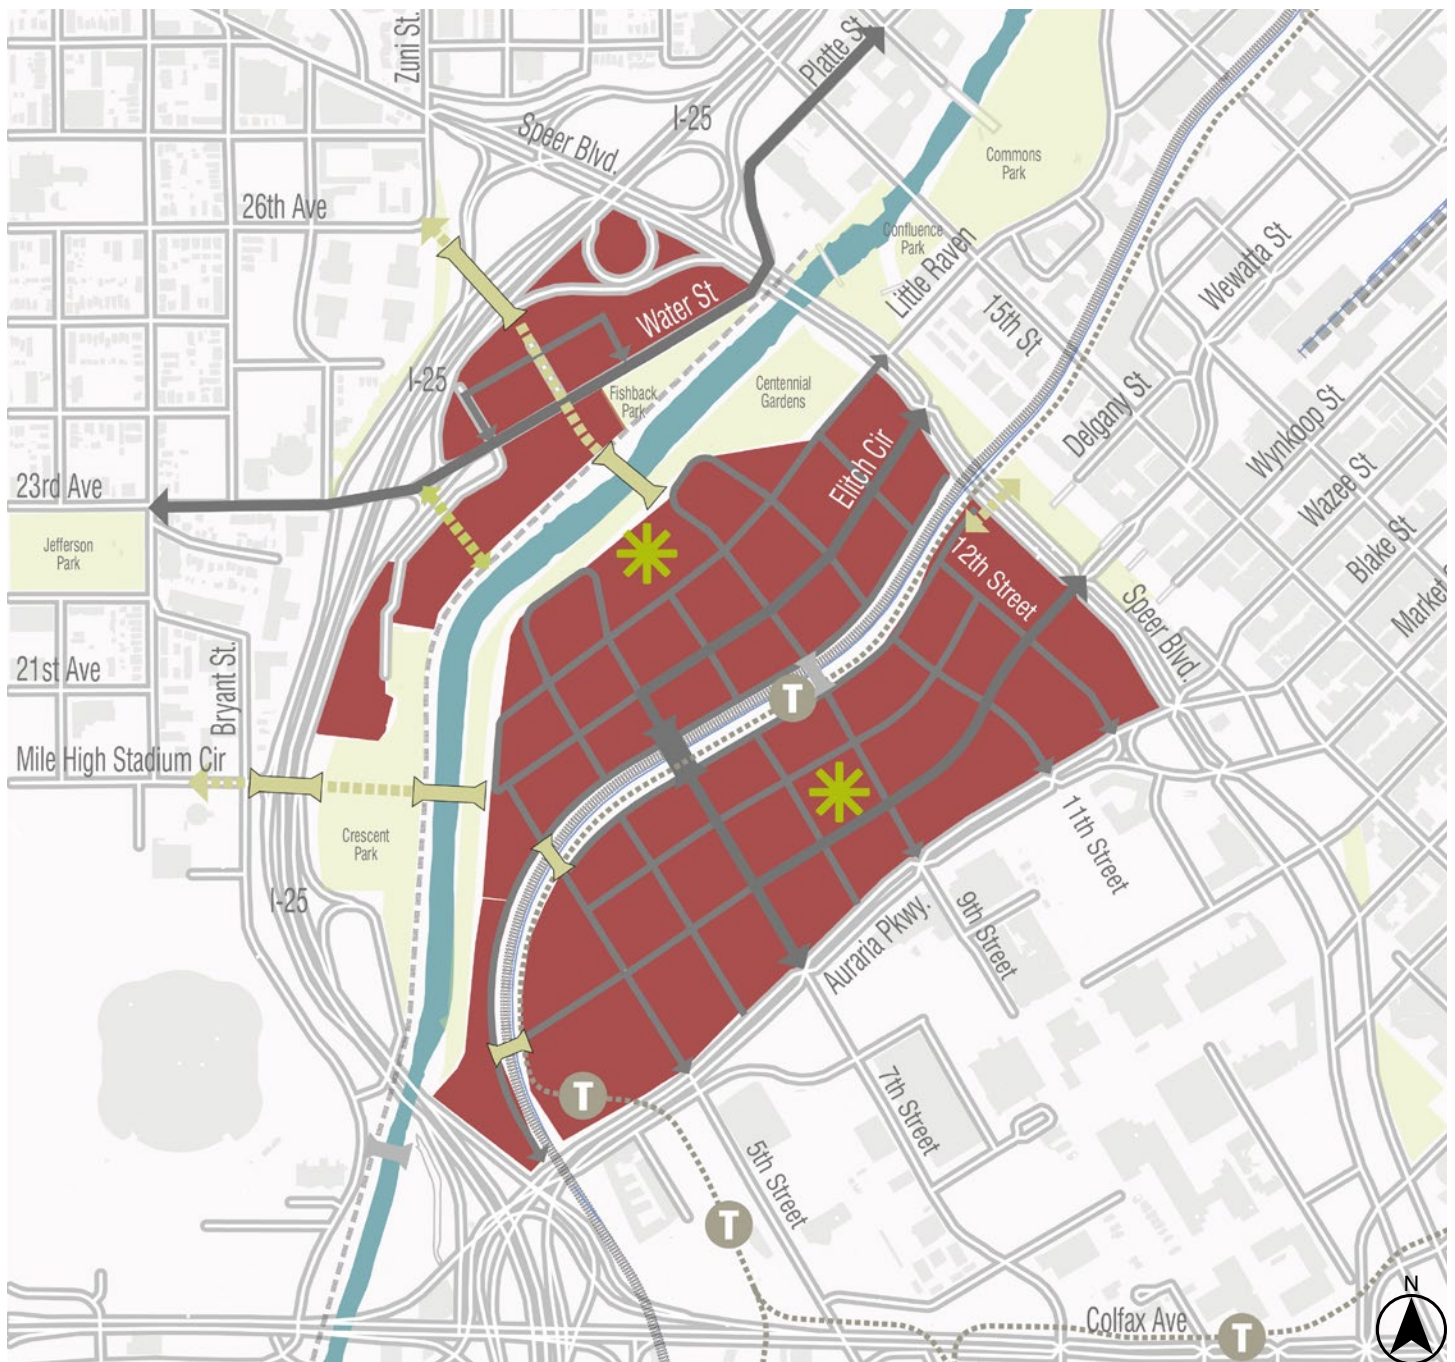 Zuni St.
Platte St
I-25
Speer Blvd.
Commons
Park
26th Ave
Confluence
Park
Little Raven
Wewatta St
15th St
Water St
I-25
Fishback
Park
Centennial
Gardens
Delgany St
Wynkoop St
Elitch Cir
Wazee St
23rd Ave
Blake St
Jefferson
Park
12th Street
Market
Speer Blvd.
21st Ave
Bryant St.
T
Mile High Stadium Cir
11th Street
Crescent
Park
I-25
9th Street
Auraria Pkwy.
7th Street
T
5th Street
T
N
Colfax Ave
T